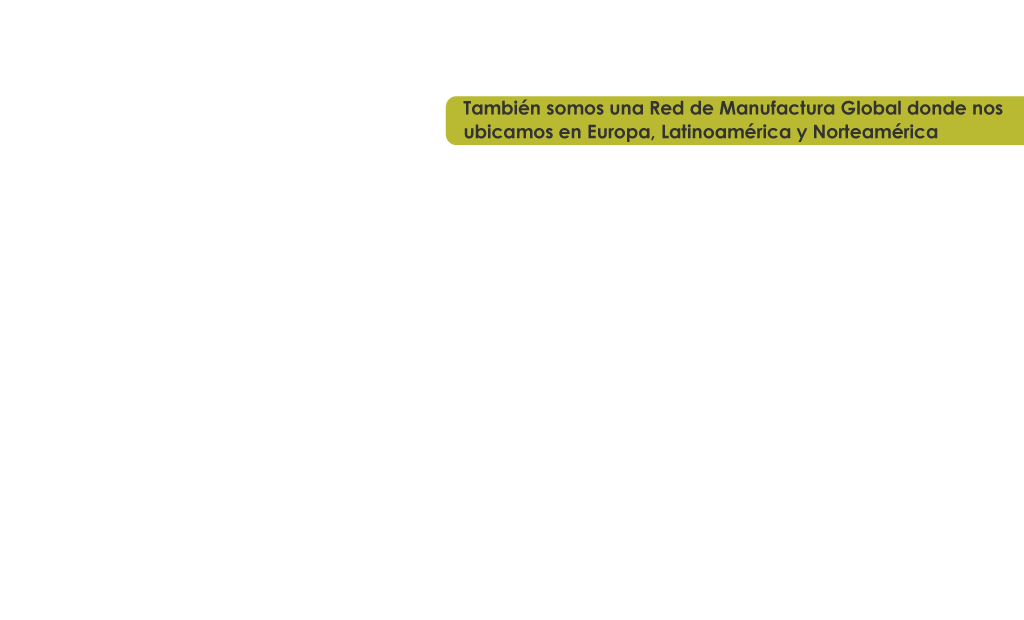 También somos una Red de Manufactura Global donde nos
ubicamos en Europa, Latinoamérica y Norteamérica